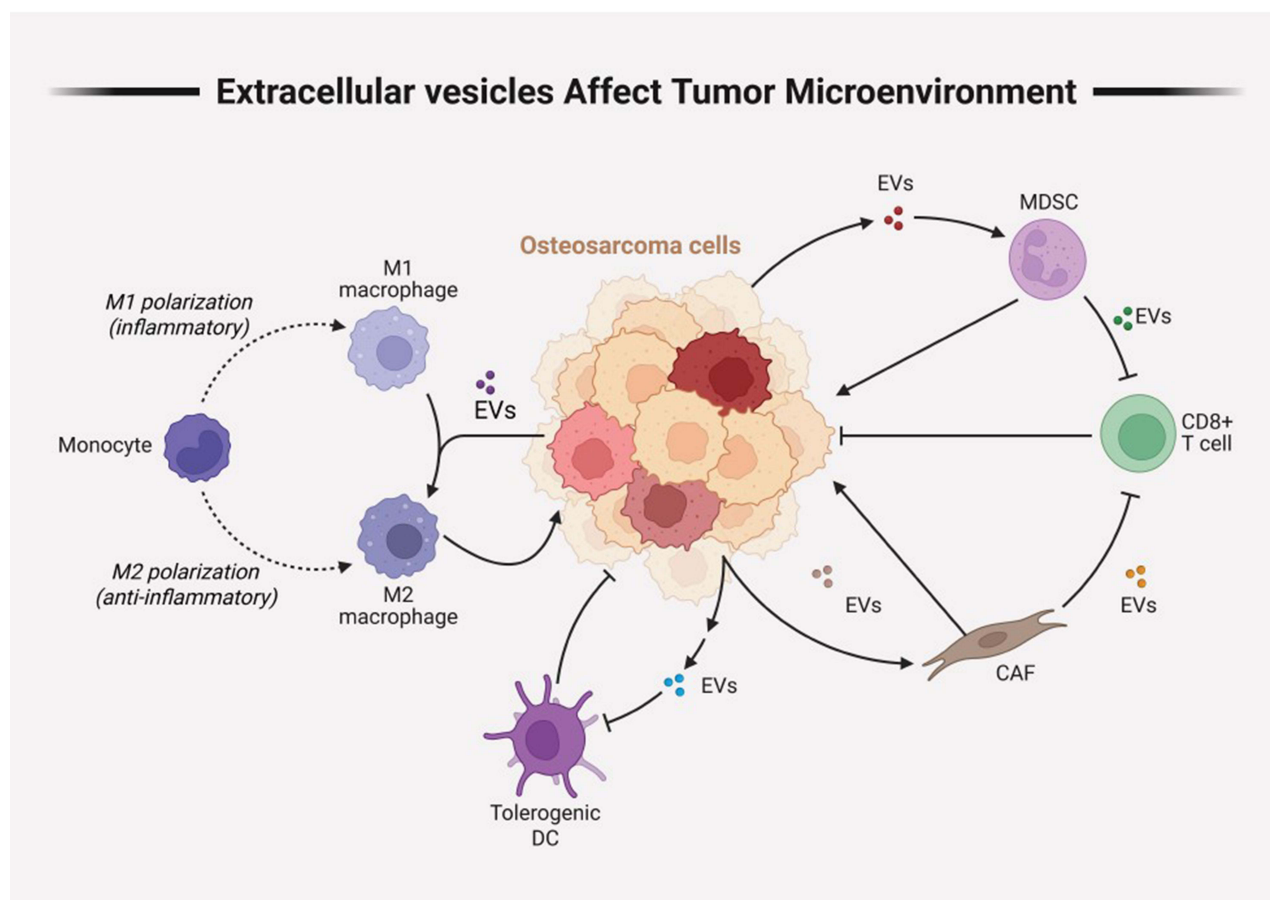 Extracellular vesicles Affect Tumor Microenvironment
EVs
MDSC
Osteosarcoma cells
M1
macrophage
M1 polarization
(inflammatory)
EVs
EVs
Monocyte
CD8+
T cell
M2 polarization
(anti-inflammatory)
M2
macrophage
EVs
EVs
CAF
EVs
Tolerogenic
DC